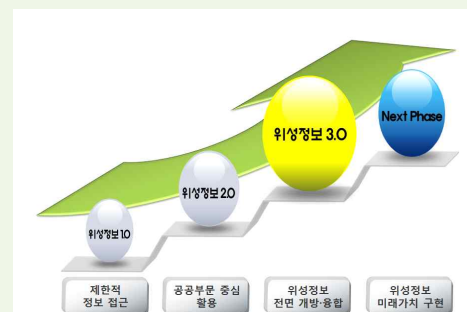 위성정보1.0
위성정보2.0
위성정보 3.0
Next Phase
제한적
정보 접근
공공부문 중심
활용
위성정보
전면 개방·융합
위성정보
미래가치 구현